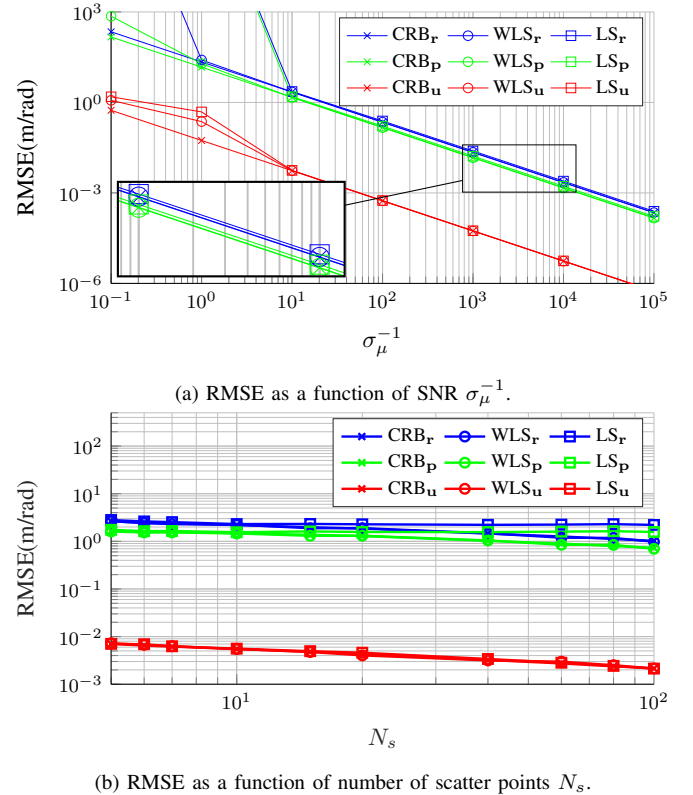 CRB_r WLS_r LS_r
CRB_p WLS_p LS_p
CRB_u WLS_u LS_u
RMSE(m/rad)
10^0
10^−3
10^−6
10^−1 10^0 10^1 10^2 10^3 10^4 10^5
σ_μ^−1
(a) RMSE as a function of SNR σ_μ^−1.
CRB_r WLS_r LS_r
CRB_p WLS_p LS_p
CRB_u WLS_u LS_u
RMSE(m/rad)
10^2
10^1
10^0
10^−1
10^−2
10^−3
10^1 10^2
N_s
(b) RMSE as a function of number of scatter points N_s.